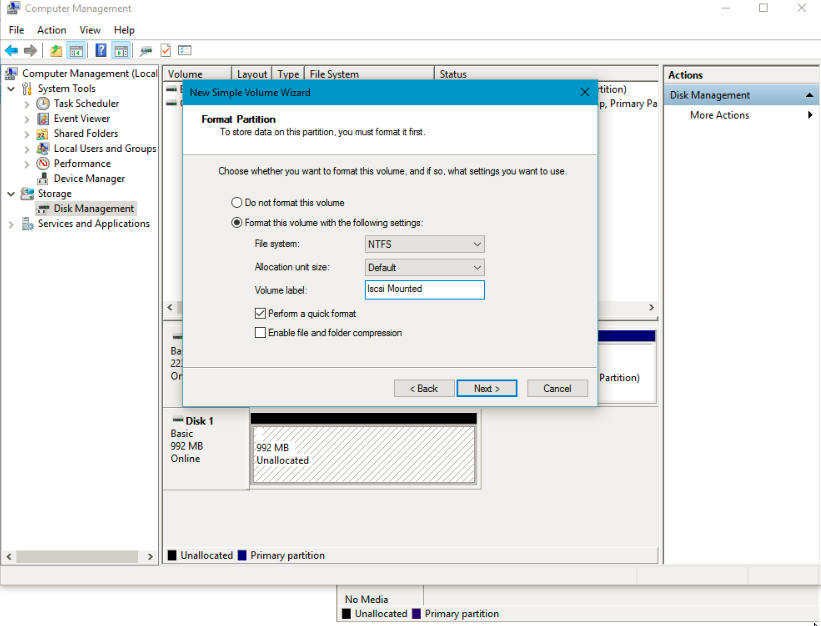 Computer Management
File Action View Help
Computer Management (Local
System Tools
Task Scheduler
Event Viewer
Shared Folders
Local Users and Groups
Performance
Device Manager
Storage
Disk Management
Services and Applications
Volume Layout Type File System Status
rtition)
p, Primary Pa
New Simple Volume Wizard
Format Partition
To store data on this partition, you must format it first.
Choose whether you want to format this volume, and if so, what settings you want to use.
Do not format this volume
Format this volume with the following settings:
File system: NTFS
Allocation unit size: Default
Volume label: Iscsi Mounted
Perform a quick format
Enable file and folder compression
< Back Next > Cancel
Ba
22
Or
Partition)
Disk 1
Basic
992 MB
Online
992 MB
Unallocated
Unallocated Primary partition
Actions
Disk Management
More Actions
No Media
Unallocated Primary partition